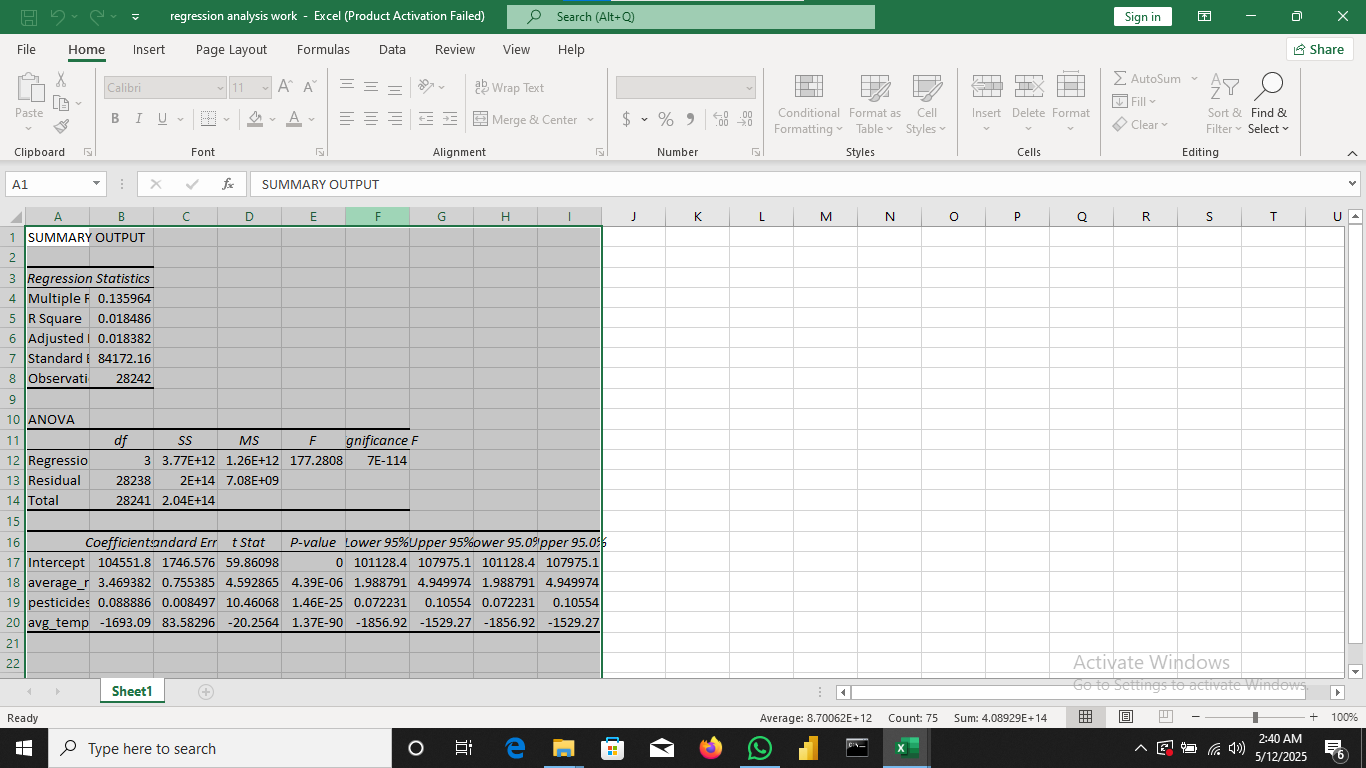 regression analysis work - Excel (Product Activation Failed)
Search (Alt+Q)
Sign in
File Home Insert Page Layout Formulas Data Review View Help
Share
Paste
Calibri 11
Wrap Text
Merge & Center
Conditional Formatting
Format as Table
Cell Styles
Insert Delete Format
AutoSum
Fill
Clear
Sort & Filter
Find & Select
Clipboard Font Alignment Number Styles Cells Editing
A1 fx SUMMARY OUTPUT
A B C D E F G H I J K L M N O P Q R S T U
1 SUMMARY OUTPUT
2
3 Regression Statistics
4 Multiple R 0.135964
5 R Square 0.018486
6 Adjusted 0.018382
7 Standard E 84172.16
8 Observati 28242
9
10 ANOVA
11 df SS MS F gnificance F
12 Regressio 3 3.77E+12 1.26E+12 177.2808 7E-114
13 Residual 28238 2E+14 7.08E+09
14 Total 28241 2.04E+14
15
16 Coefficients andard Err t Stat P-value Lower 95% Upper 95% ower 95.0% pper 95.0%
17 Intercept 104551.8 1746.576 59.86098 0 101128.4 107975.1 101128.4 107975.1
18 average_r 3.469382 0.755385 4.592865 4.39E-06 1.988791 4.949974 1.988791 4.949974
19 pesticides 0.088886 0.008497 10.46068 1.46E-25 0.072231 0.10554 0.072231 0.10554
20 avg_temp -1693.09 83.58296 -20.2564 1.37E-90 -1856.92 -1529.27 -1856.92 -1529.27
21
22
Activate Windows
Go to Settings to activate Windows.
Sheet1
Ready
Average: 8.70062E+12 Count: 75 Sum: 4.08929E+14
100%
Type here to search
2:40 AM
5/12/2025
6